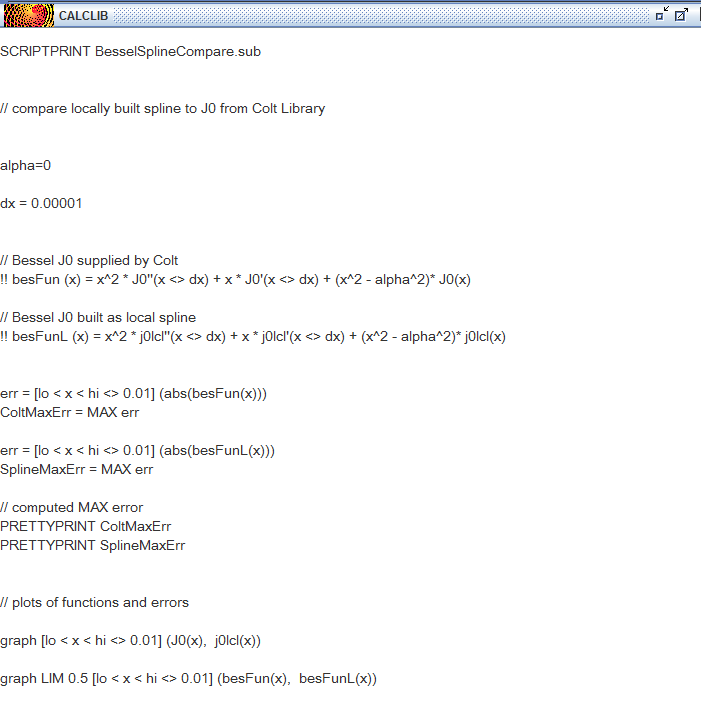 CALCLIB
SCRIPTPRINT BesselSplineCompare.sub
// compare locally built spline to J0 from Colt Library
alpha=0
dx = 0.00001
// Bessel J0 supplied by Colt
!! besFun (x) = x^2 * J0''(x <> dx) + x * J0'(x <> dx) + (x^2 - alpha^2)* J0(x)
// Bessel J0 built as local spline
!! besFunL (x) = x^2 * j0lcl''(x <> dx) + x * j0lcl'(x <> dx) + (x^2 - alpha^2)* j0lcl(x)
err = [lo < x < hi <> 0.01] (abs(besFun(x)))
ColtMaxErr = MAX err
err = [lo < x < hi <> 0.01] (abs(besFunL(x)))
SplineMaxErr = MAX err
// computed MAX error
PRETTYPRINT ColtMaxErr
PRETTYPRINT SplineMaxErr
// plots of functions and errors
graph [lo < x < hi <> 0.01] (J0(x),  j0lcl(x))
graph LIM 0.5 [lo < x < hi <> 0.01] (besFun(x),  besFunL(x))